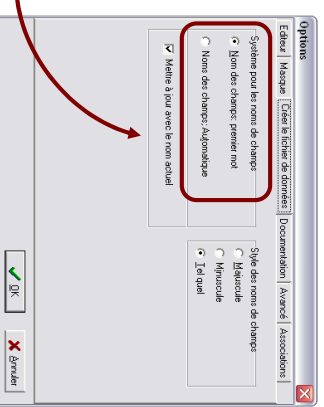 Options
Editeur Masque Créer le fichier de données Documentation Avancé Associations
Système pour les noms de champs
Nom des champs: premier mot
Noms des champs: Automatique
Mettre à jour avec le nom actuel
Style des noms de champs
Majuscule
Minuscule
Tel quel
OK
Annuler